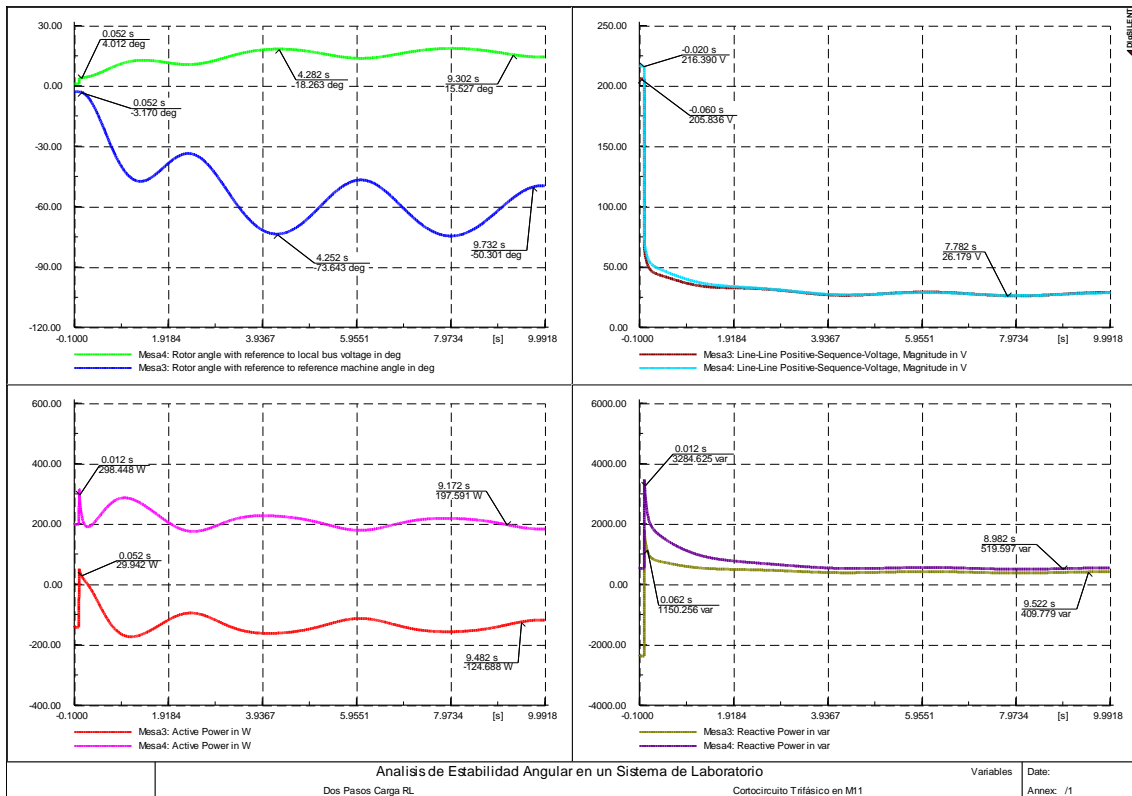 30.00
0.00
-30.00
-60.00
-90.00
-120.00
0.052 s
4.012 deg
0.052 s
-3.170 deg
4.282 s
18.263 deg
9.302 s
15.527 deg
4.252 s
-73.643 deg
9.732 s
-50.301 deg
-0.1000 1.9184 3.9367 5.9551 7.9734 [s] 9.9918
Mesa4: Rotor angle with reference to local bus voltage in deg
Mesa3: Rotor angle with reference to reference machine angle in deg
250.00
200.00
150.00
100.00
50.00
0.00
-0.020 s
216.390 V
-0.060 s
205.836 V
7.782 s
26.179 V
-0.1000 1.9184 3.9367 5.9551 7.9734 [s] 9.9918
Mesa3: Line-Line Positive-Sequence-Voltage, Magnitude in V
Mesa4: Line-Line Positive-Sequence-Voltage, Magnitude in V
DIgSILENT
600.00
400.00
200.00
0.00
-200.00
-400.00
0.012 s
298.448 W
9.172 s
197.591 W
0.052 s
29.942 W
9.482 s
-124.688 W
-0.1000 1.9184 3.9367 5.9551 7.9734 [s] 9.9918
Mesa3: Active Power in W
Mesa4: Active Power in W
6000.00
4000.00
2000.00
0.00
-2000.00
-4000.00
0.012 s
3284.625 var
8.982 s
519.597 var
0.062 s
1150.256 var
9.522 s
409.779 var
-0.1000 1.9184 3.9367 5.9551 7.9734 [s] 9.9918
Mesa3: Reactive Power in var
Mesa4: Reactive Power in var
Analisis de Estabilidad Angular en un Sistema de Laboratorio
Variables
Date:
Dos Pasos Carga RL
Cortocircuito Trifásico en M11
Annex: /1